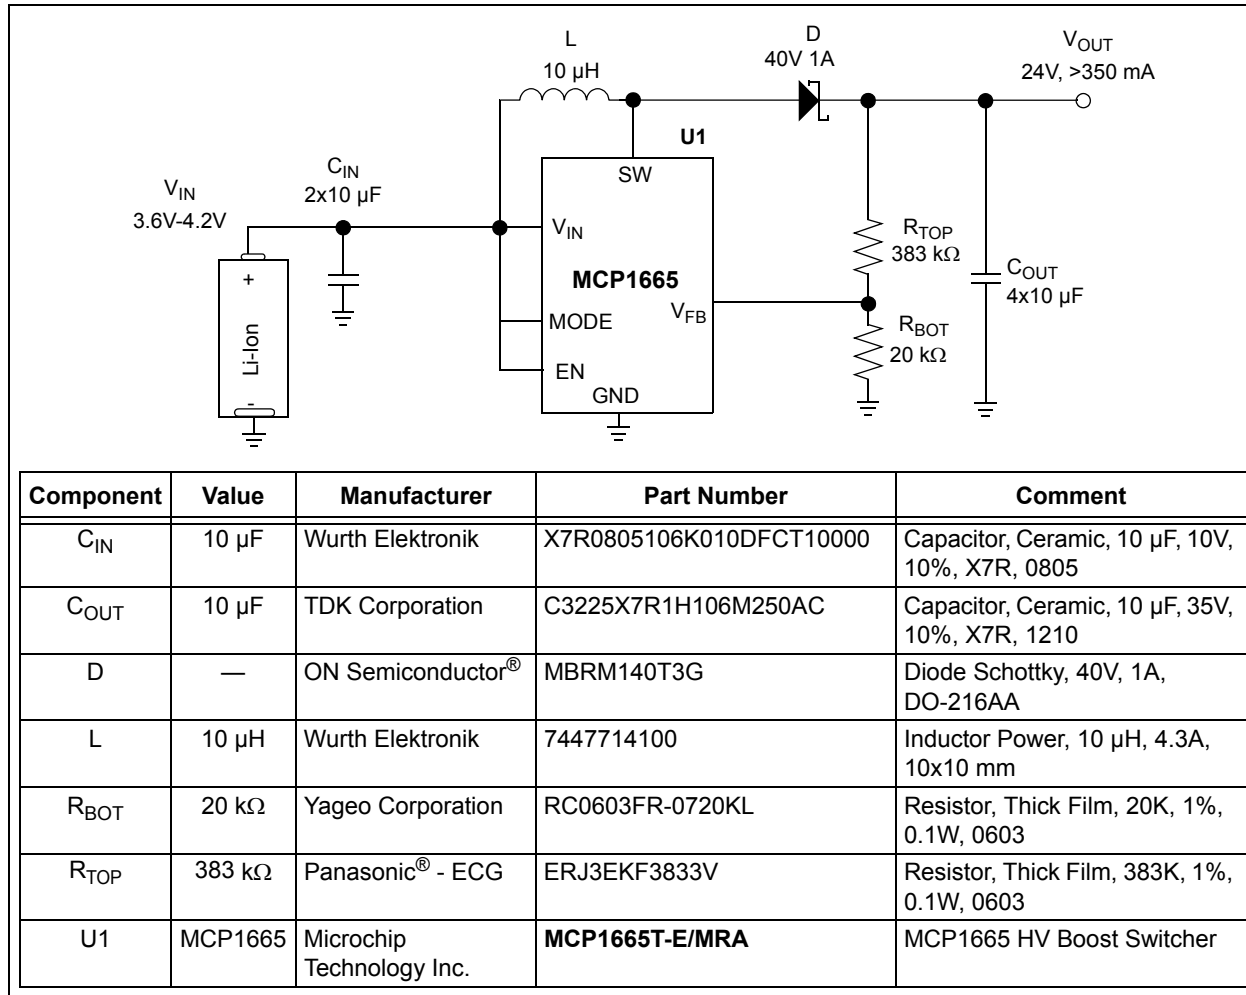 L
10 µH
D
40V 1A
VOUT
24V, >350 mA
U1
CIN
2x10 µF
VIN
3.6V-4.2V
SW
VIN
MCP1665
MODE
VFB
EN
GND
RTOP
383 kΩ
COUT
4x10 µF
RBOT
20 kΩ
+
Li-Ion
-
Component Value Manufacturer Part Number Comment
CIN 10 µF Wurth Elektronik X7R0805106K010DFCT10000 Capacitor, Ceramic, 10 µF, 10V,
10%, X7R, 0805
COUT 10 µF TDK Corporation C3225X7R1H106M250AC Capacitor, Ceramic, 10 µF, 35V,
10%, X7R, 1210
D — ON Semiconductor® MBRM140T3G Diode Schottky, 40V, 1A,
DO-216AA
L 10 µH Wurth Elektronik 7447714100 Inductor Power, 10 µH, 4.3A,
10x10 mm
RBOT 20 kΩ Yageo Corporation RC0603FR-0720KL Resistor, Thick Film, 20K, 1%,
0.1W, 0603
RTOP 383 kΩ Panasonic® - ECG ERJ3EKF3833V Resistor, Thick Film, 383K, 1%,
0.1W, 0603
U1 MCP1665 Microchip MCP1665T-E/MRA MCP1665 HV Boost Switcher
Technology Inc.